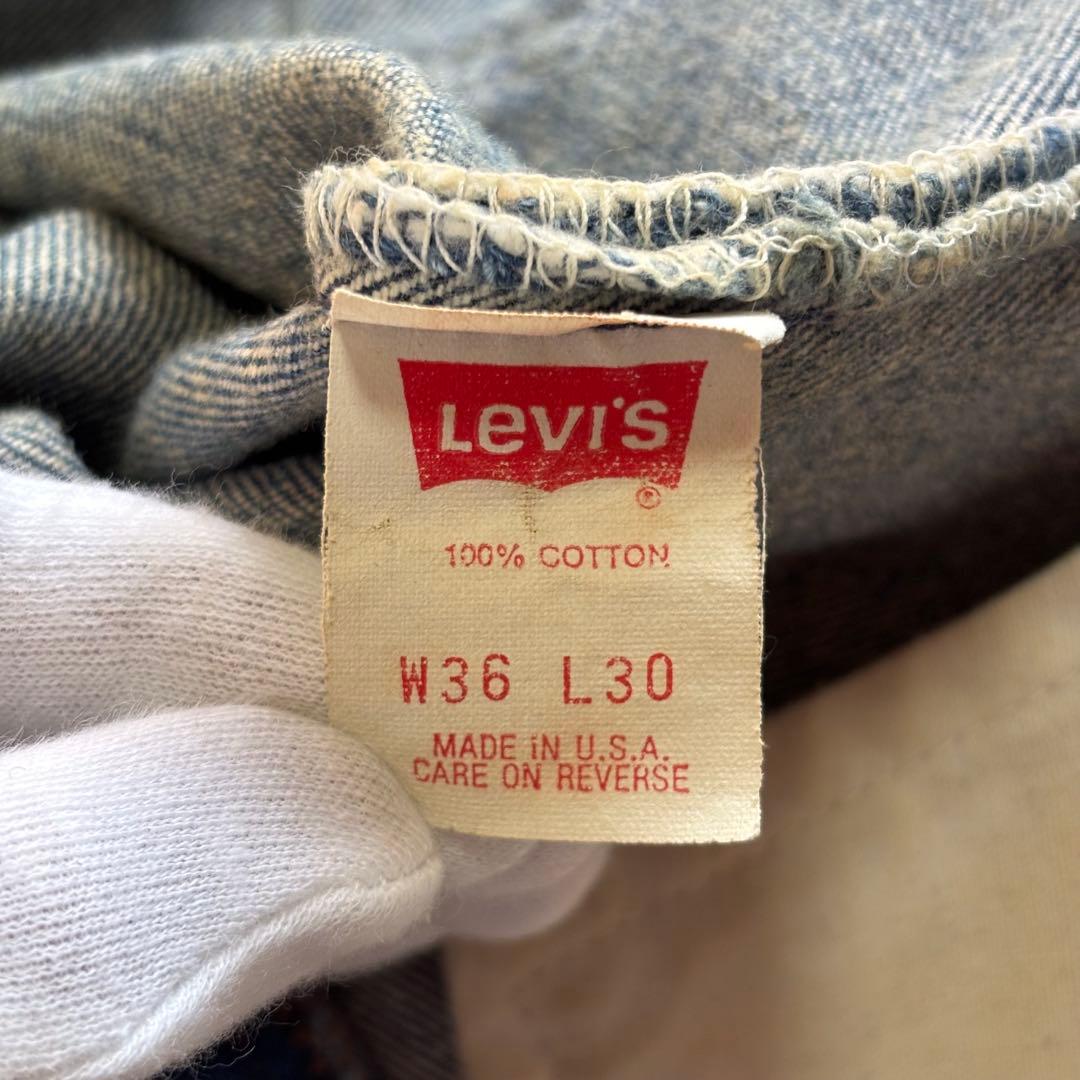 Levi's
®
100% COTTON
W36 L30
MADE iN U.S.A.
CARE ON REVERSE